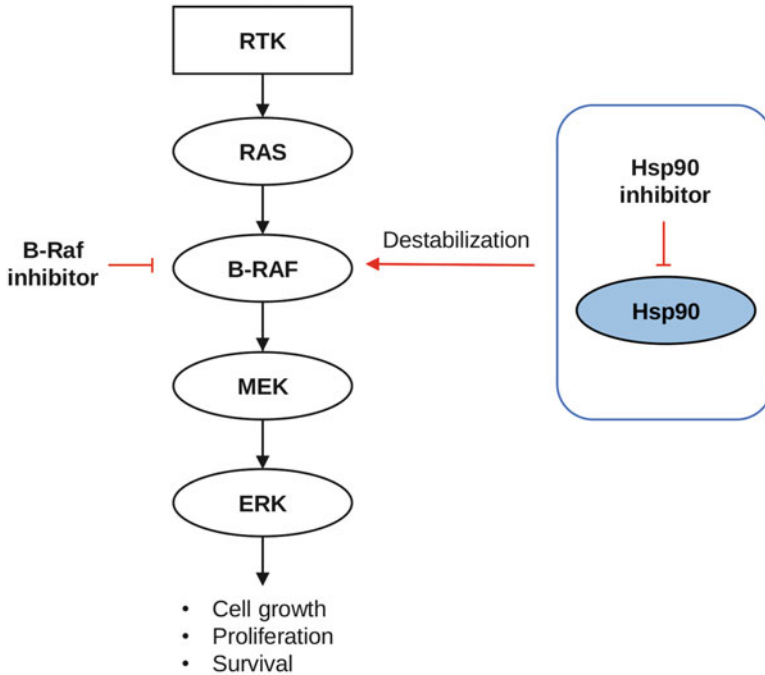 RTK
RAS
B-Raf
inhibitor
B-RAF
Destabilization
Hsp90
inhibitor
Hsp90
MEK
ERK
• Cell growth
• Proliferation
• Survival